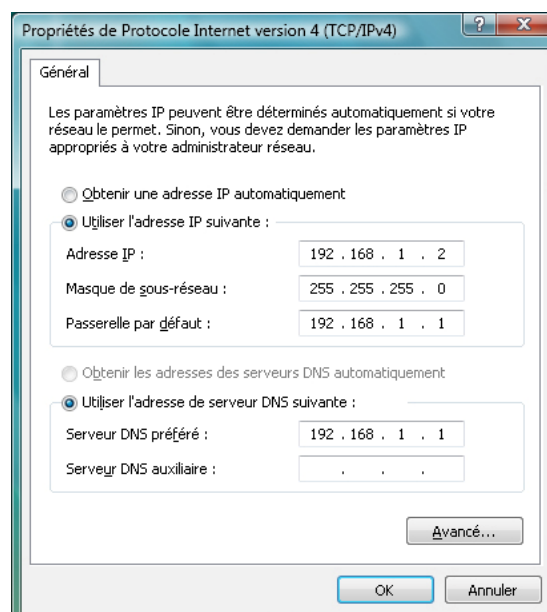 Propriétés de Protocole Internet version 4 (TCP/IPv4)
Général
Les paramètres IP peuvent être déterminés automatiquement si votre
réseau le permet. Sinon, vous devez demander les paramètres IP
appropriés à votre administrateur réseau.
Obtenir une adresse IP automatiquement
Utiliser l'adresse IP suivante :
Adresse IP : 192 . 168 . 1 . 2
Masque de sous-réseau : 255 . 255 . 255 . 0
Passerelle par défaut : 192 . 168 . 1 . 1
Obtenir les adresses des serveurs DNS automatiquement
Utiliser l'adresse de serveur DNS suivante :
Serveur DNS préféré : 192 . 168 . 1 . 1
Serveur DNS auxiliaire : . . .
Avancé...
OK Annuler